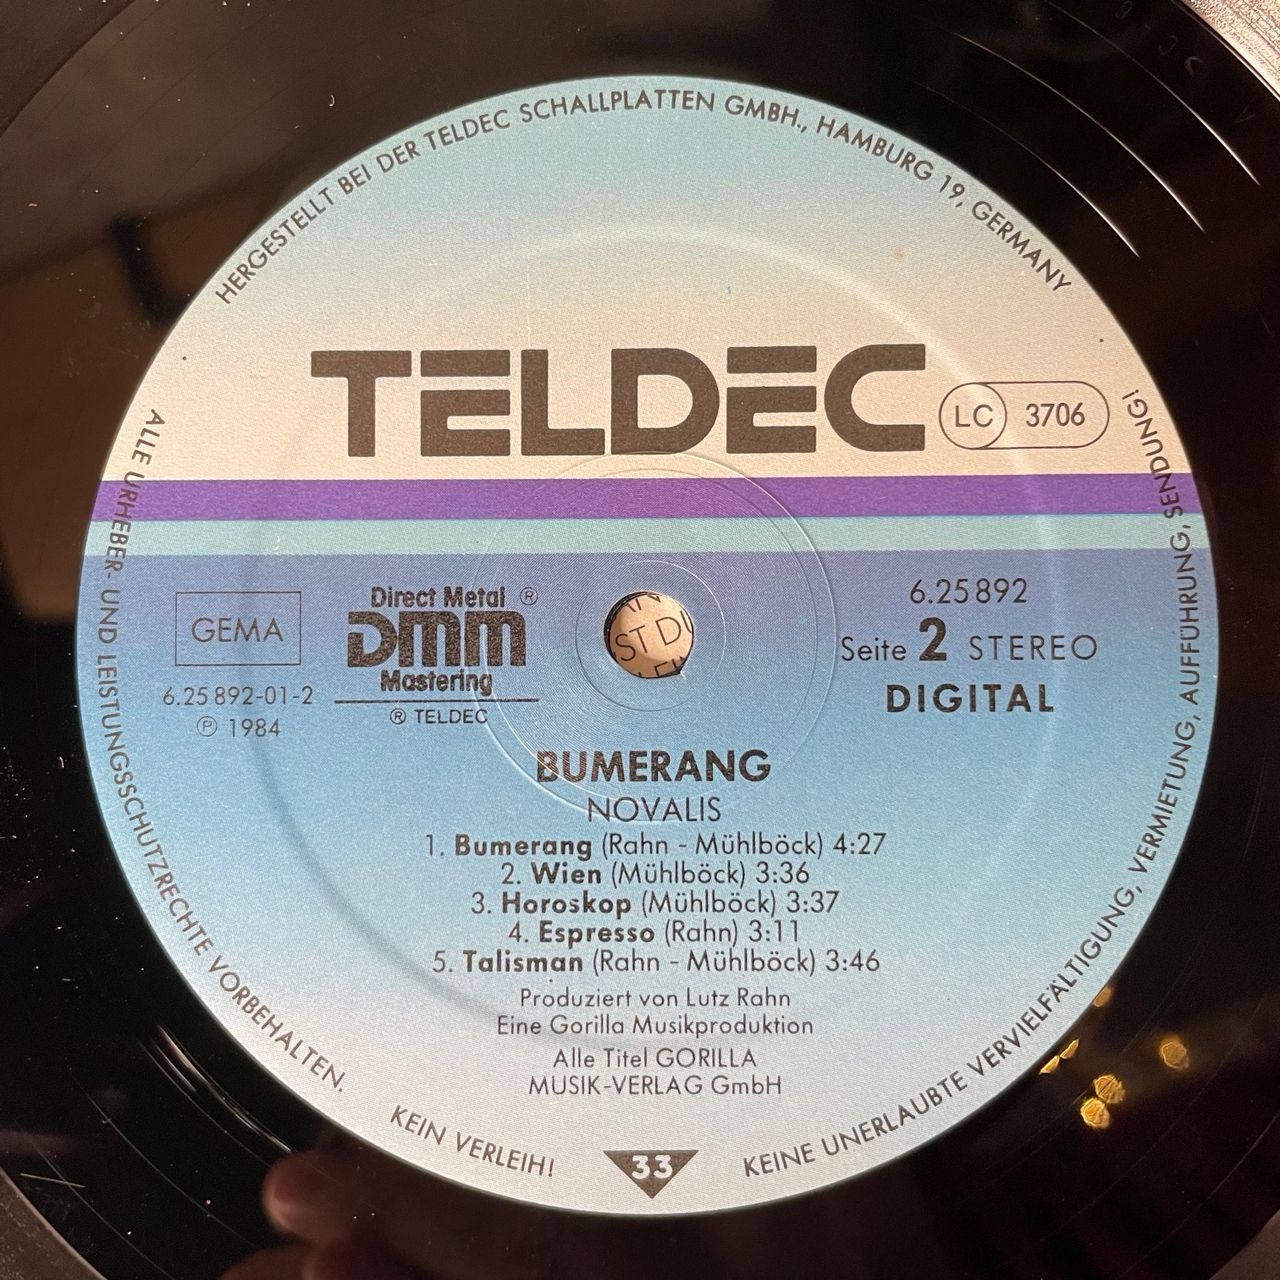 HERGESTELLT BEI DER TELDEC SCHALLPLATTEN GMBH., HAMBURG 19, GERMANY
TELDEC
LC 3706
GEMA
6.25 892-01-2
℗ 1984
Direct Metal ®
DMM
Mastering
® TELDEC
6.25892
Seite 2 STEREO
DIGITAL
BUMERANG
NOVALIS
1. Bumerang (Rahn - Mühlböck) 4:27
2. Wien (Mühlböck) 3:36
3. Horoskop (Mühlböck) 3:37
4. Espresso (Rahn) 3:11
5. Talisman (Rahn - Mühlböck) 3:46
Produziert von Lutz Rahn
Eine Gorilla Musikproduktion
Alle Titel GORILLA
MUSIK-VERLAG GmbH
33
ALLE URHEBER- UND LEISTUNGSSCHUTZRECHTE VORBEHALTEN.
KEIN VERLEIH!
KEINE UNERLAUBTE VERVIELFÄLTIGUNG, VERMIETUNG, AUFFÜHRUNG, SENDUNG!